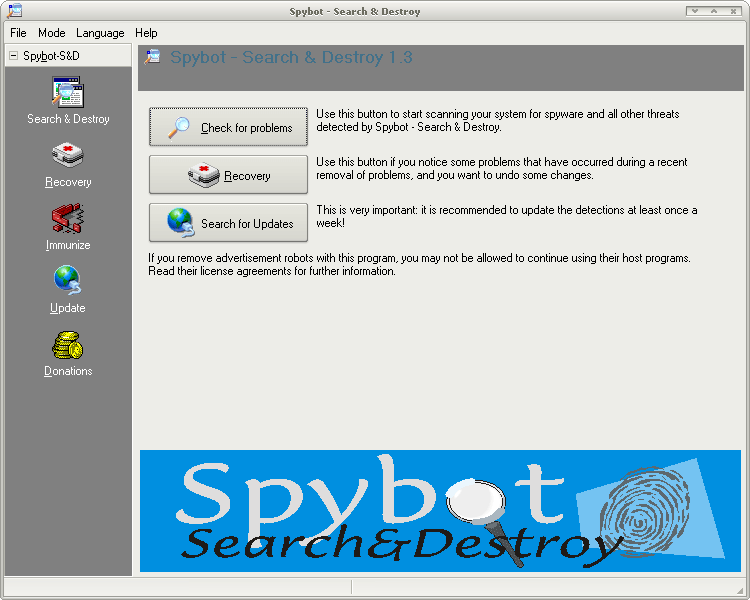 Spybot - Search & Destroy
File Mode Language Help
Spybot-S&D
Search & Destroy
Recovery
Immunize
Update
Donations
Spybot - Search & Destroy 1.3
Check for problems
Use this button to start scanning your system for spyware and all other threats
detected by Spybot - Search & Destroy.
Recovery
Use this button if you notice some problems that have occurred during a recent
removal of problems, and you want to undo some changes.
Search for Updates
This is very important: it is recommended to update the detections at least once a
week!
If you remove advertisement robots with this program, you may not be allowed to continue using their host programs.
Read their license agreements for further information.
Spybot
Search&Destroy